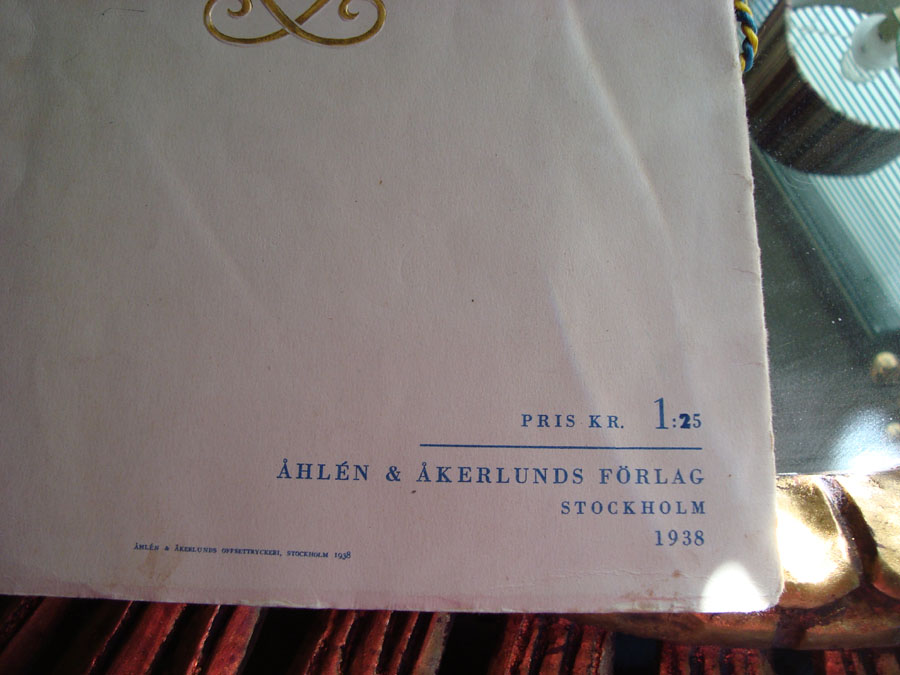 PRIS KR. 1:25
ÅHLÉN & ÅKERLUNDS FÖRLAG
STOCKHOLM
1938
ÅHLÉN & ÅKERLUNDS OFFSETTRYCKERI, STOCKHOLM 1938